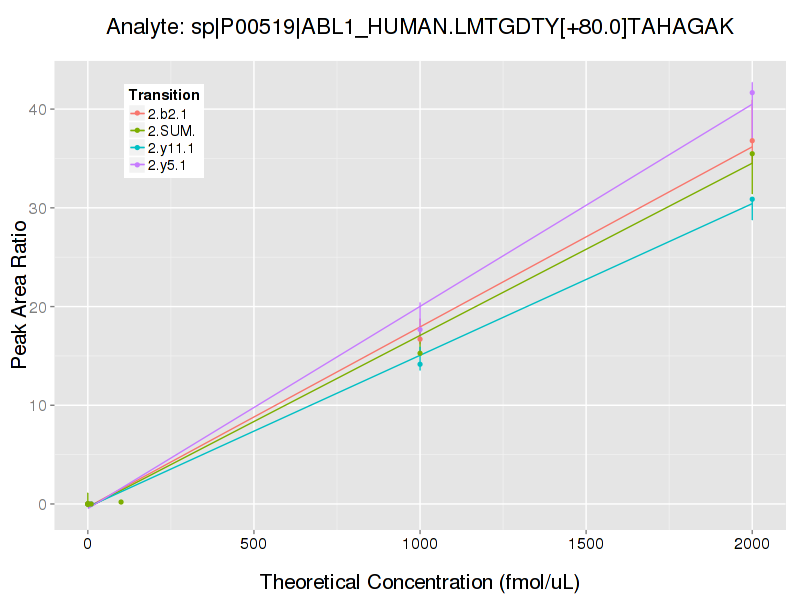 Analyte: sp|P00519|ABL1_HUMAN.LMTGDTY[+80.0]TAHAGAK
Transition
2.b2.1
2.SUM.
2.y11.1
2.y5.1
Peak Area Ratio
40
30
20
10
0
0 500 1000 1500 2000
Theoretical Concentration (fmol/uL)